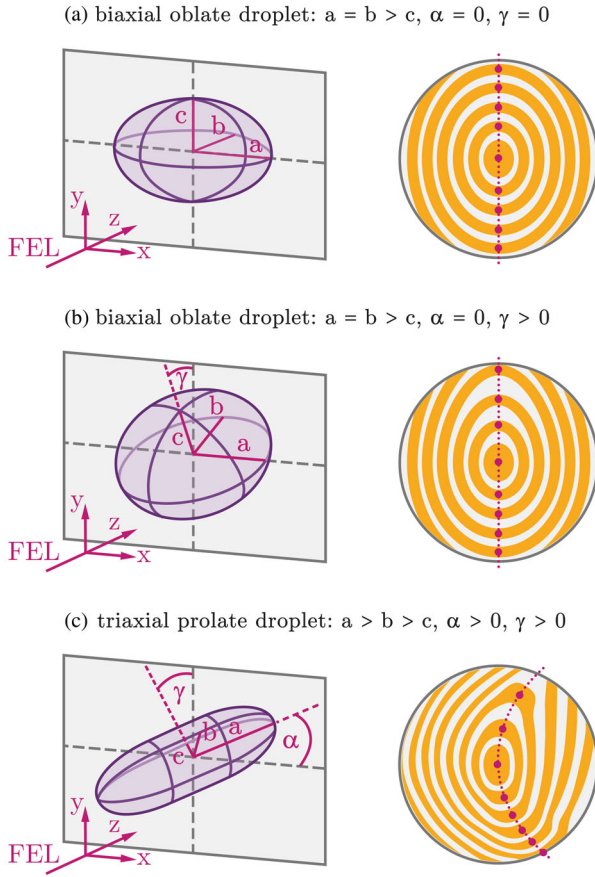 (a) biaxial oblate droplet: a = b > c, α = 0, γ = 0
c
b
a
y
z
FEL
x
(b) biaxial oblate droplet: a = b > c, α = 0, γ > 0
γ
b
c
a
y
z
FEL
x
(c) triaxial prolate droplet: a > b > c, α > 0, γ > 0
γ
b
a
α
c
y
z
FEL
x